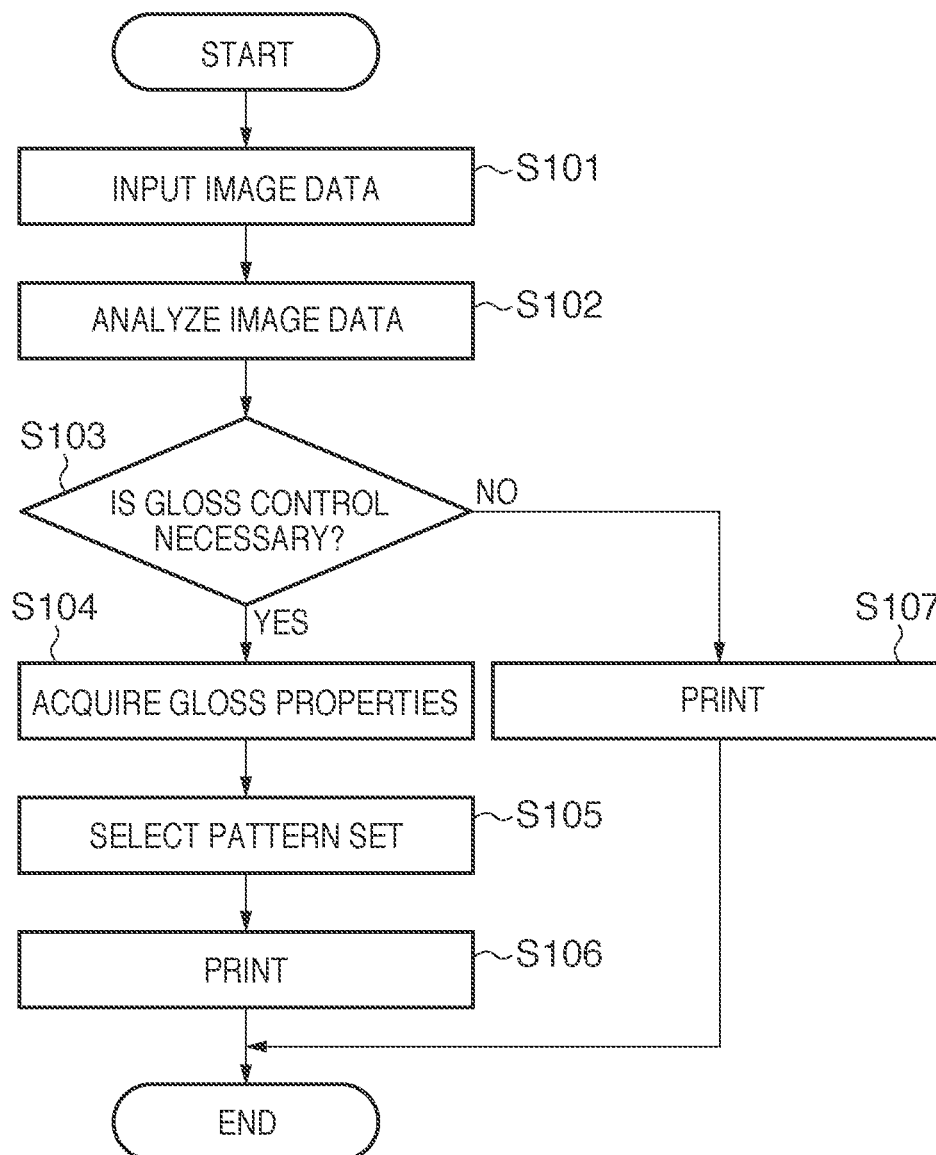 START
INPUT IMAGE DATA
S101
ANALYZE IMAGE DATA
S102
S103
IS GLOSS CONTROL
NECESSARY?
NO
YES
S104
ACQUIRE GLOSS PROPERTIES
S107
PRINT
SELECT PATTERN SET
S105
PRINT
S106
END